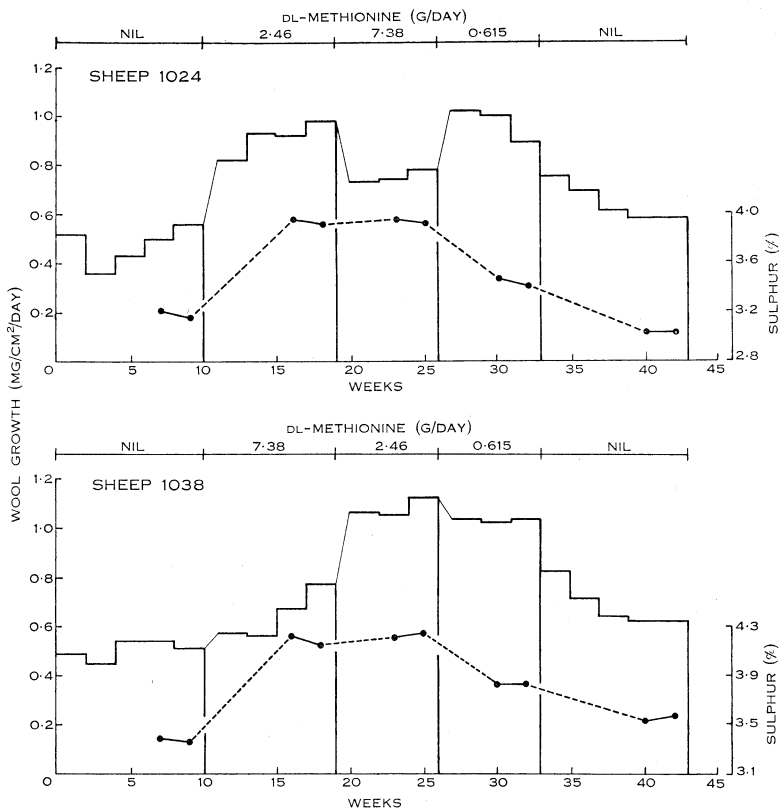 DL-METHIONINE (G/DAY)
NIL 2·46 7·38 0·615 NIL
SHEEP 1024
1·2
1·0
0·8
0·6
0·4
0·2
4·0
3·6
3·2
2·8
SULPHUR (%)
0 5 10 15 20 25 30 35 40 45
WEEKS
WOOL GROWTH (MG/CM²/DAY)
DL-METHIONINE (G/DAY)
NIL 7·38 2·46 0·615 NIL
SHEEP 1038
1·2
1·0
0·8
0·6
0·4
0·2
4·3
3·9
3·5
3·1
SULPHUR (%)
0 5 10 15 20 25 30 35 40 45
WEEKS